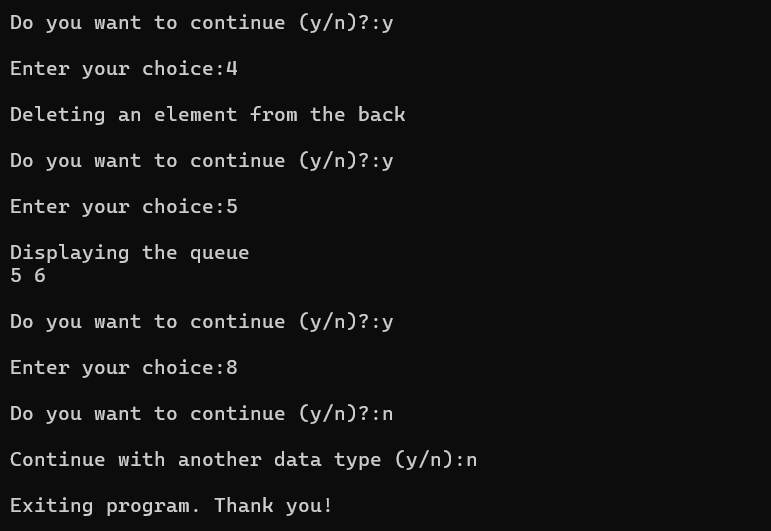 Do you want to continue (y/n)?:y
Enter your choice:4
Deleting an element from the back
Do you want to continue (y/n)?:y
Enter your choice:5
Displaying the queue
5 6
Do you want to continue (y/n)?:y
Enter your choice:8
Do you want to continue (y/n)?:n
Continue with another data type (y/n):n
Exiting program. Thank you!